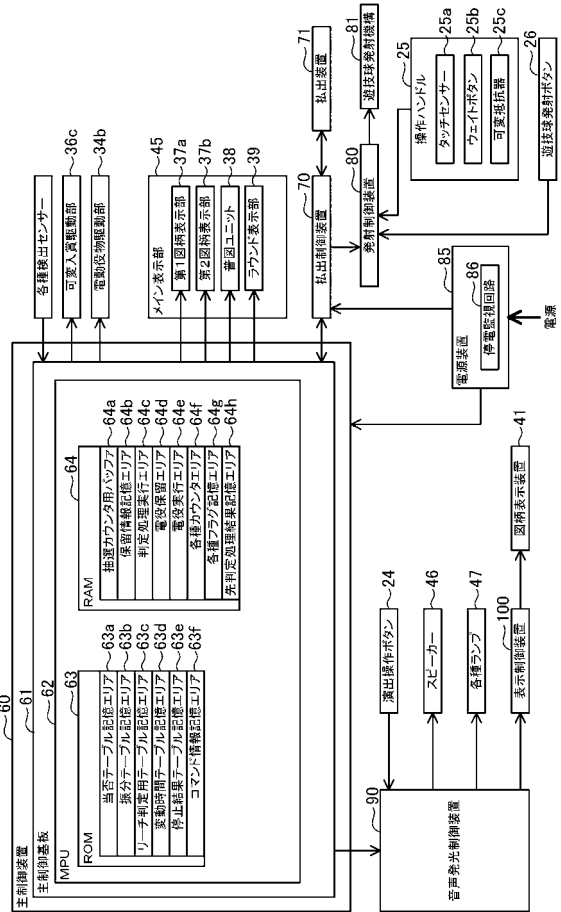 60
主制御装置
61
主制御基板
62
MPU
63
ROM
当否テーブル記憶エリア 63a
振分テーブル記憶エリア 63b
リーチ判定用テーブル記憶エリア 63c
変動時間テーブル記憶エリア 63d
停止結果テーブル記憶エリア 63e
コマンド情報記憶エリア 63f
64
RAM
抽選カウンタ用バッファ 64a
保留情報記憶エリア 64b
判定処理実行エリア 64c
電役保留エリア 64d
電役実行エリア 64e
各種カウンタエリア 64f
各種フラグ記憶エリア 64g
先判定処理結果記憶エリア 64h
各種検出センサー
可変入賞駆動部 36c
電動役物駆動部 34b
45
メイン表示部
第1図柄表示部 37a
第2図柄表示部 37b
普図ユニット 38
ラウンド表示部 39
払出制御装置 70
払出装置 71
発射制御装置 80
遊技球発射機構 81
25
操作ハンドル
タッチセンサー 25a
ウェイトボタン 25b
可変抵抗器 25c
遊技球発射ボタン 26
85
電源装置
86
停電監視回路
電源
90
音声発光制御装置
演出操作ボタン 24
スピーカー 46
各種ランプ 47
表示制御装置 100
図柄表示装置 41